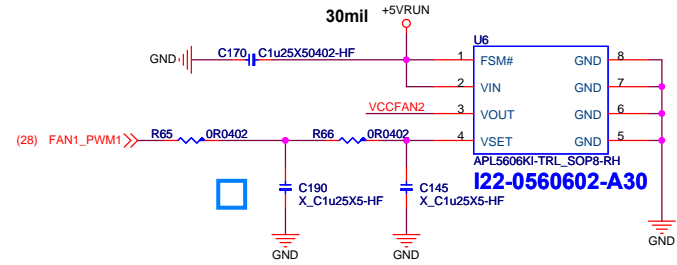 30mil
+5VRUN
U6
GND
C170
C1u25X50402-HF
1
FSM#
GND
8
2
VIN
GND
7
VCCFAN2
3
VOUT
GND
6
(28)
FAN1_PWM1
R65
0R0402
R66
0R0402
4
VSET
GND
5
APL5606KI-TRL_SOP8-RH
I22-0560602-A30
C190
X_C1u25X5-HF
C145
X_C1u25X5-HF
GND
GND
GND